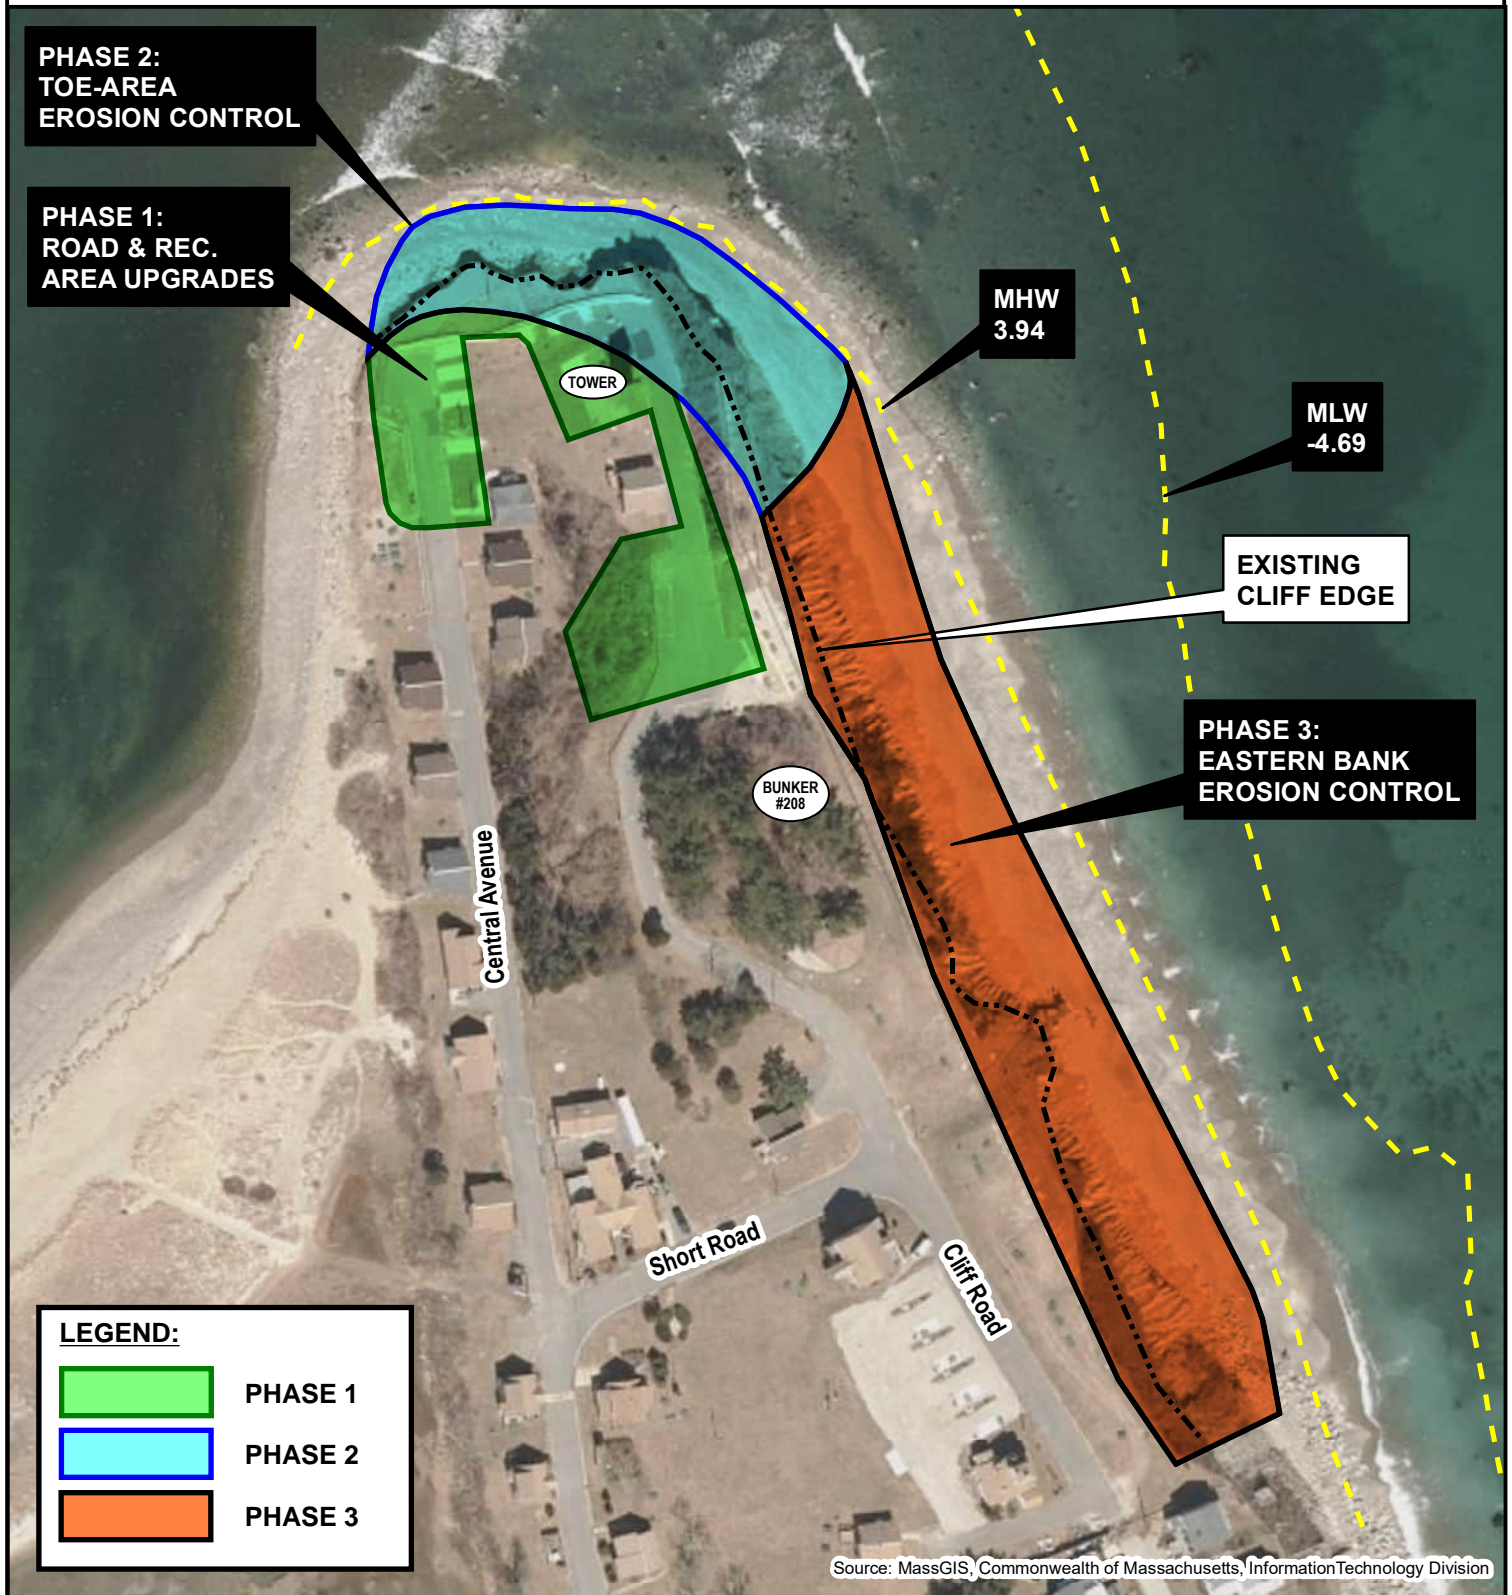 PHASE 2:
TOE-AREA
EROSION CONTROL
PHASE 1:
ROAD & REC.
AREA UPGRADES
MHW
3.94
TOWER
MLW
-4.69
EXISTING
CLIFF EDGE
PHASE 3:
EASTERN BANK
EROSION CONTROL
BUNKER
#208
Central Avenue
Short Road
Cliff Road
LEGEND:
PHASE 1
PHASE 2
PHASE 3
Source: MassGIS, Commonwealth of Massachusetts, InformationTechnology Division